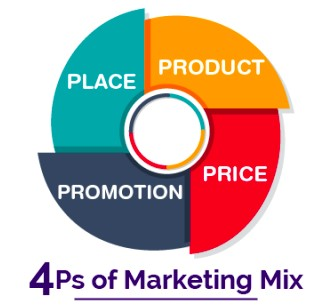 PLACE
PRODUCT
PRICE
PROMOTION
4Ps of Marketing Mix